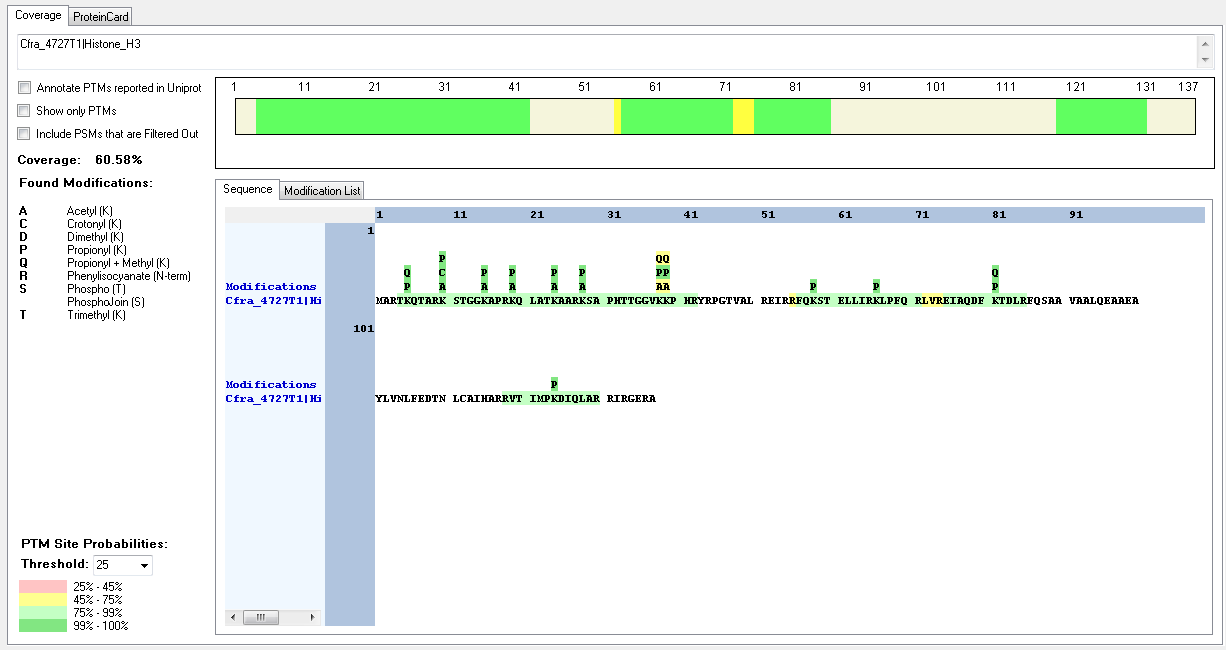 Coverage ProteinCard
Cfra_4727T1|Histone_H3
Annotate PTMs reported in Uniprot
Show only PTMs
Include PSMs that are Filtered Out
Coverage: 60.58%
Found Modifications:
A Acetyl (K)
C Crotonyl (K)
D Dimethyl (K)
P Propionyl (K)
Q Propionyl + Methyl (K)
R Phenylisocyanate (N-term)
S Phospho (T)
PhosphoJoin (S)
T Trimethyl (K)
PTM Site Probabilities:
Threshold: 25
25% - 45%
45% - 75%
75% - 99%
99% - 100%
1 11 21 31 41 51 61 71 81 91 101 111 121 131 137
Sequence Modification List
1 11 21 31 41 51 61 71 81 91
1
P QQ
Q C P P P P PP Q
Modifications P A A A A A AA P P P
Cfra_4727T1|Hi MARTKQTARK STGGKAPRKQ LATKAARKSA PHTTGGVKKP HRYRPGTVAL REIRRFQKST ELLIRKLPFQ RLVREIAQDF KTDLRFQSAA VAALQEAAEA
101
Modifications P
Cfra_4727T1|Hi YLVNLFEDTN LCAIHARRVT IMPKDIQLAR RIRGERA